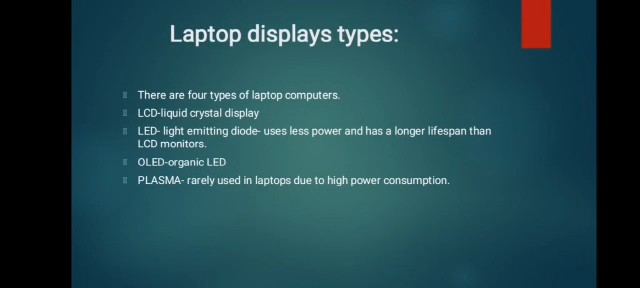 Laptop displays types:
There are four types of laptop computers.
LCD-liquid crystal display
LED- light emitting diode- uses less power and has a longer lifespan than
LCD monitors.
OLED-organic LED
PLASMA- rarely used in laptops due to high power consumption.